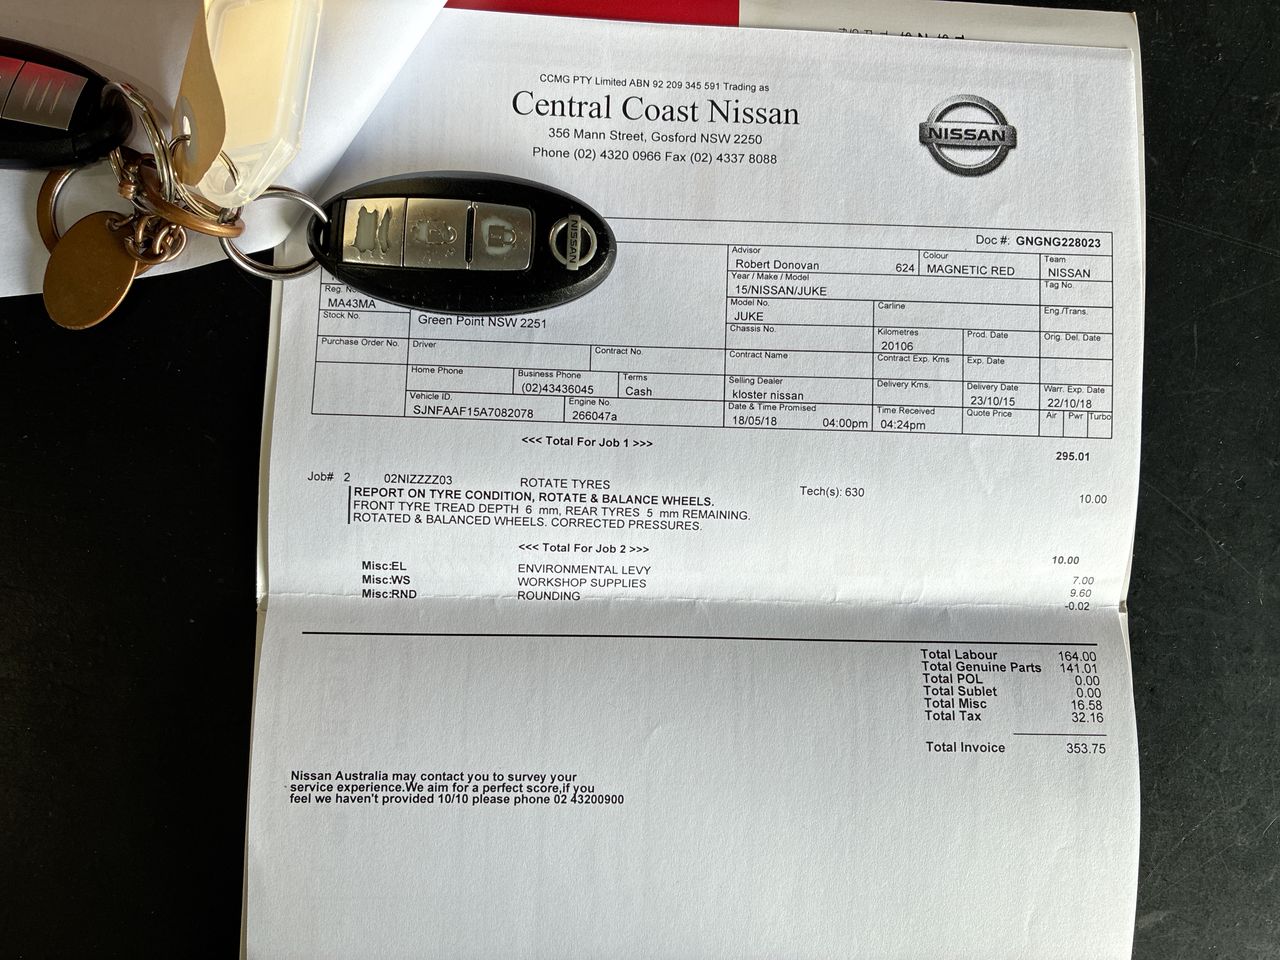 CCMG PTY Limited ABN 92 209 345 591 Trading as
Central Coast Nissan
356 Mann Street, Gosford NSW 2250
Phone (02) 4320 0966 Fax (02) 4337 8088
NISSAN
NISSAN
Doc #: GNGNG228023
Advisor Colour Team
Robert Donovan 624 MAGNETIC RED NISSAN
Year / Make / Model Tag No.
15/NISSAN/JUKE
Reg. No.
MA43MA
Model No. Carline Eng./Trans.
JUKE
Stock No. Green Point NSW 2251 Chassis No. Kilometres Prod. Date Orig. Del. Date
20106
Purchase Order No. Driver Contract No. Contract Name Contract Exp. Kms Exp. Date
Home Phone Business Phone Terms Selling Dealer Delivery Kms. Delivery Date Warr. Exp. Date
(02)43436045 Cash kloster nissan 23/10/15 22/10/18
Vehicle ID. Engine No. Date & Time Promised Time Received Quote Price Air Pwr Turbo
SJNFAAF15A7082078 266047a 18/05/18 04:00pm 04:24pm
<<< Total For Job 1 >>> 295.01
Job# 2 02NIZZZZ03 ROTATE TYRES Tech(s): 630 10.00
REPORT ON TYRE CONDITION, ROTATE & BALANCE WHEELS.
FRONT TYRE TREAD DEPTH 6 mm, REAR TYRES 5 mm REMAINING.
ROTATED & BALANCED WHEELS. CORRECTED PRESSURES.
<<< Total For Job 2 >>> 10.00
Misc:EL ENVIRONMENTAL LEVY 7.00
Misc:WS WORKSHOP SUPPLIES 9.60
Misc:RND ROUNDING -0.02
Total Labour 164.00
Total Genuine Parts 141.01
Total POL 0.00
Total Sublet 0.00
Total Misc 16.58
Total Tax 32.16
Total Invoice 353.75
Nissan Australia may contact you to survey your
service experience.We aim for a perfect score,if you
feel we haven't provided 10/10 please phone 02 43200900